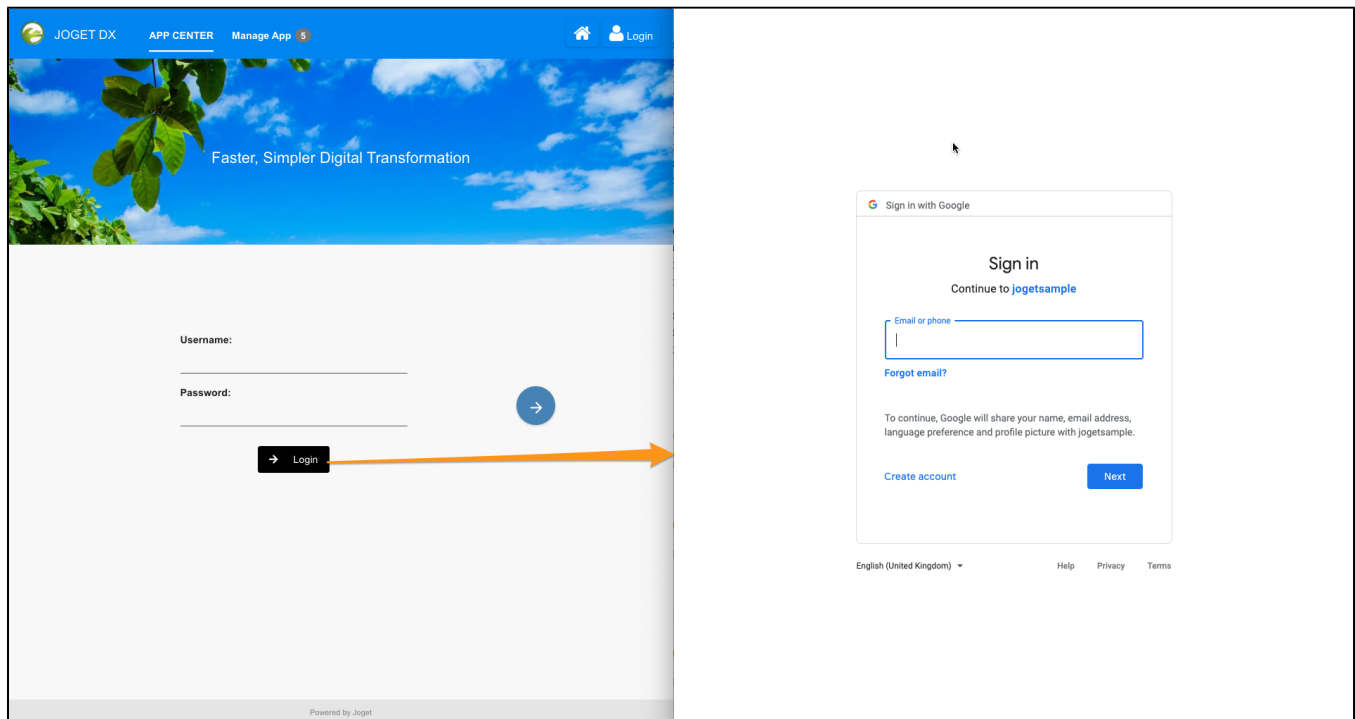 JOGET DX APP CENTER Manage App 5 Login
Faster, Simpler Digital Transformation
Username:
Password:
Login
Powered by Joget
Sign in with Google
Sign in
Continue to jogetsample
Email or phone
Forgot email?
To continue, Google will share your name, email address,
language preference and profile picture with jogetsample.
Create account Next
English (United Kingdom) Help Privacy Terms